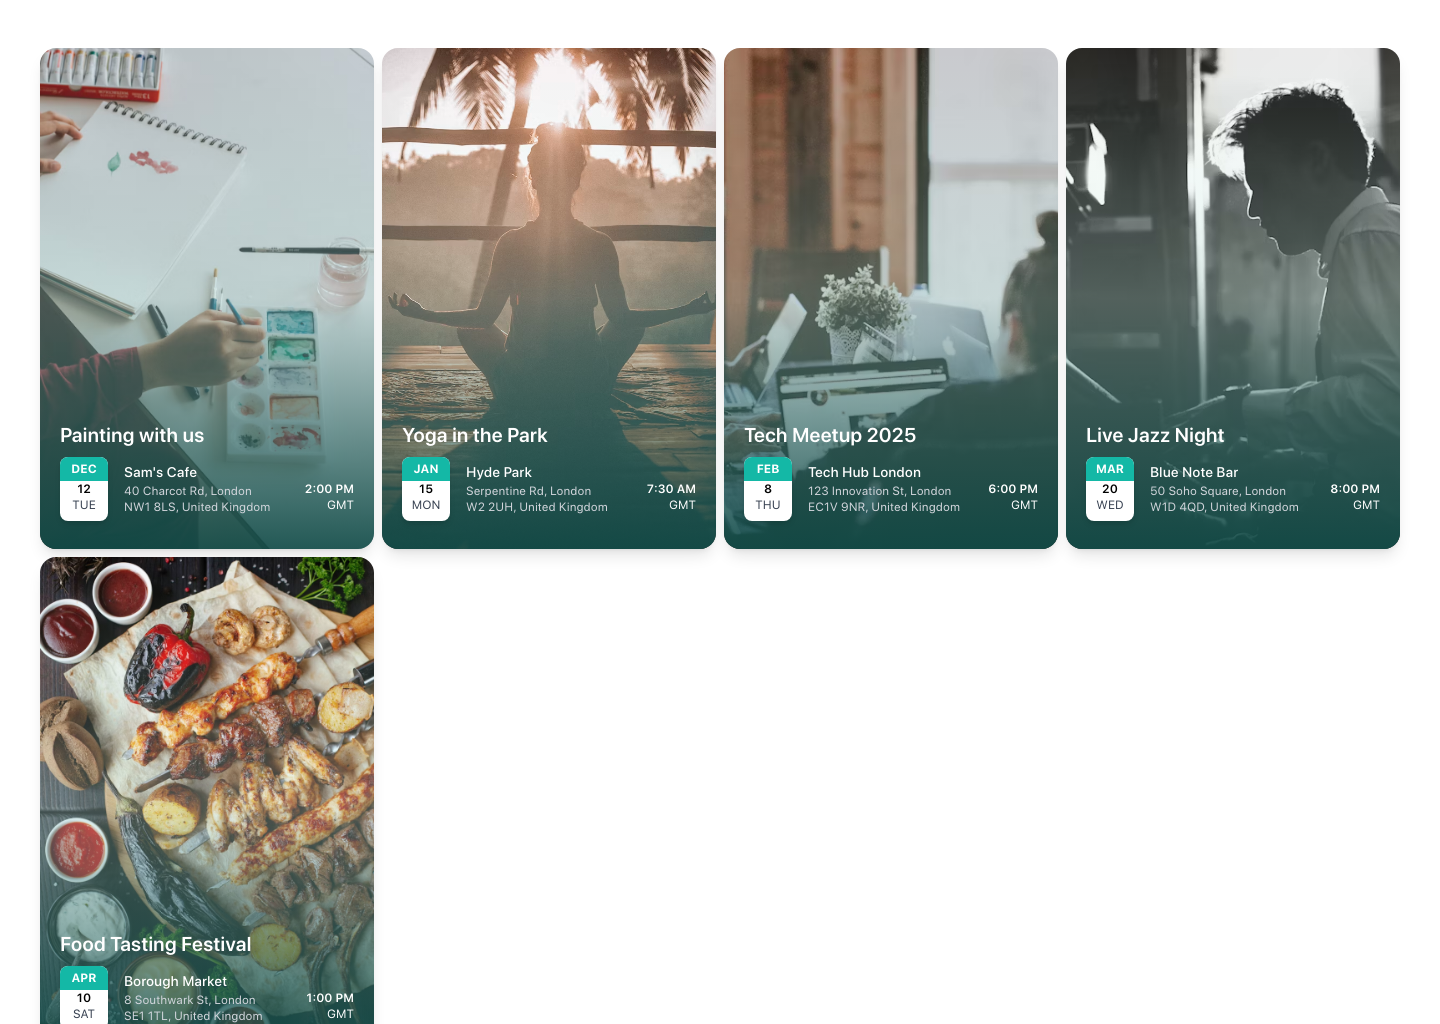 Painting with us
DEC
12
TUE
Sam's Cafe
40 Charcot Rd, London
NW1 8LS, United Kingdom
2:00 PM
GMT
Yoga in the Park
JAN
15
MON
Hyde Park
Serpentine Rd, London
W2 2UH, United Kingdom
7:30 AM
GMT
Tech Meetup 2025
FEB
8
THU
Tech Hub London
123 Innovation St, London
EC1V 9NR, United Kingdom
6:00 PM
GMT
Live Jazz Night
MAR
20
WED
Blue Note Bar
50 Soho Square, London
W1D 4QD, United Kingdom
8:00 PM
GMT
Food Tasting Festival
APR
10
SAT
Borough Market
8 Southwark St, London
SE1 1TL, United Kingdom
1:00 PM
GMT